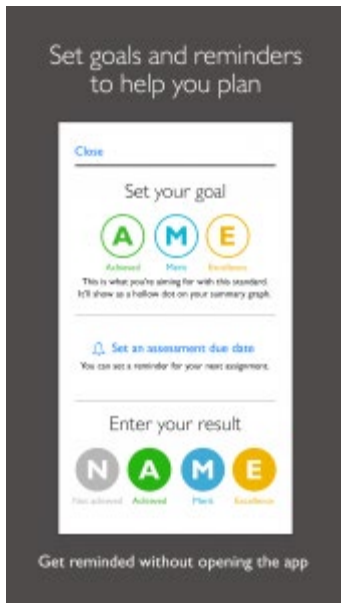 Set goals and reminders
to help you plan
Close
Set your goal
A M E
Achieved Merit Excellence
This is what you're aiming for with this standard.
It'll show as a hollow dot on your summary graph.
Set an assessment due date
You can set a reminder for your next assignment.
Enter your result
N A M E
Not achieved Achieved Merit Excellence
Get reminded without opening the app